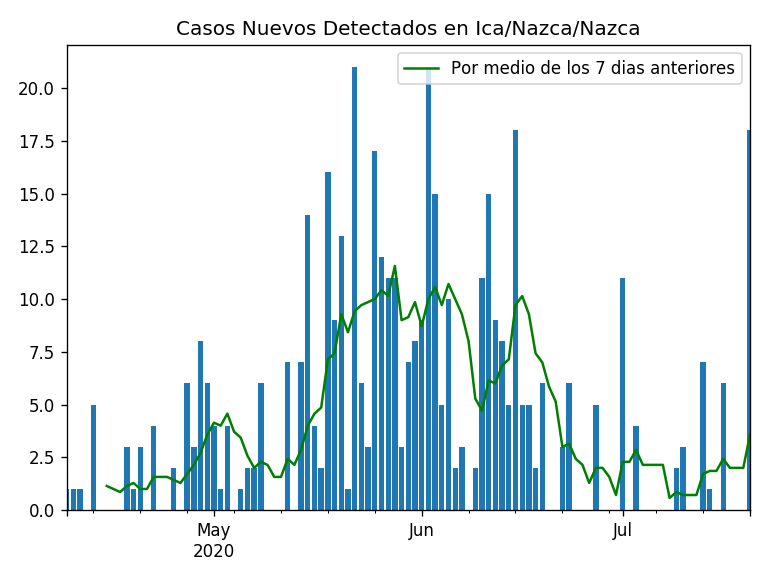 Casos Nuevos Detectados en Ica/Nazca/Nazca
Por medio de los 7 dias anteriores
20.0
17.5
15.0
12.5
10.0
7.5
5.0
2.5
0.0
May
2020
Jun
Jul